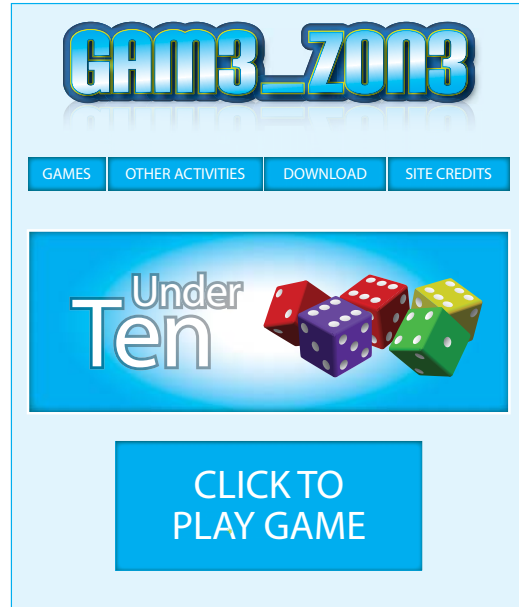 GAM3_ZON3
GAMES OTHER ACTIVITIES DOWNLOAD SITE CREDITS
Under
Ten
CLICK TO
PLAY GAME